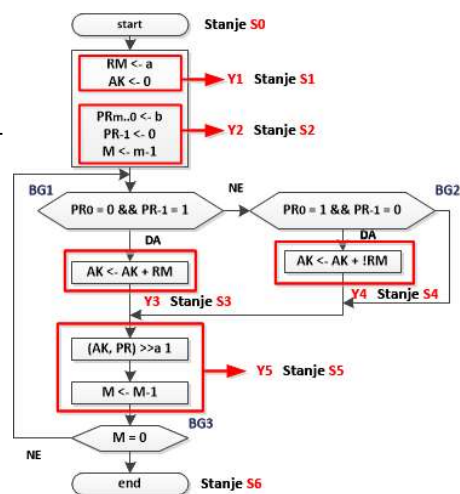 start Stanje S0
RM <- a
AK <- 0
Y1 Stanje S1
PRm..0 <- b
PR-1 <- 0
M <- m-1
Y2 Stanje S2
BG1
PR0 = 0 && PR-1 = 1
NE
PR0 = 1 && PR-1 = 0
BG2
DA
DA
AK <- AK + RM
AK <- AK + !RM
Y3 Stanje S3
Y4 Stanje S4
(AK, PR) >>a 1
M <- M-1
Y5 Stanje S5
M = 0
BG3
NE
end Stanje S6